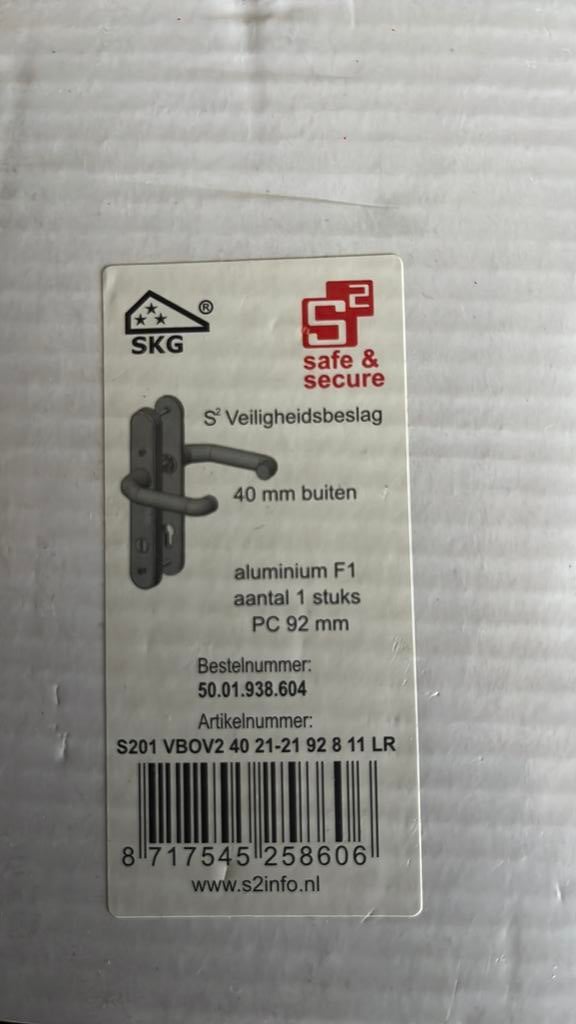 SKG ®
S²
safe &
secure
S² Veiligheidsbeslag
40 mm buiten
aluminium F1
aantal 1 stuks
PC 92 mm
Bestelnummer:
50.01.938.604
Artikelnummer:
S201 VBOV2 40 21-21 92 8 11 LR
8 717545 258606
www.s2info.nl